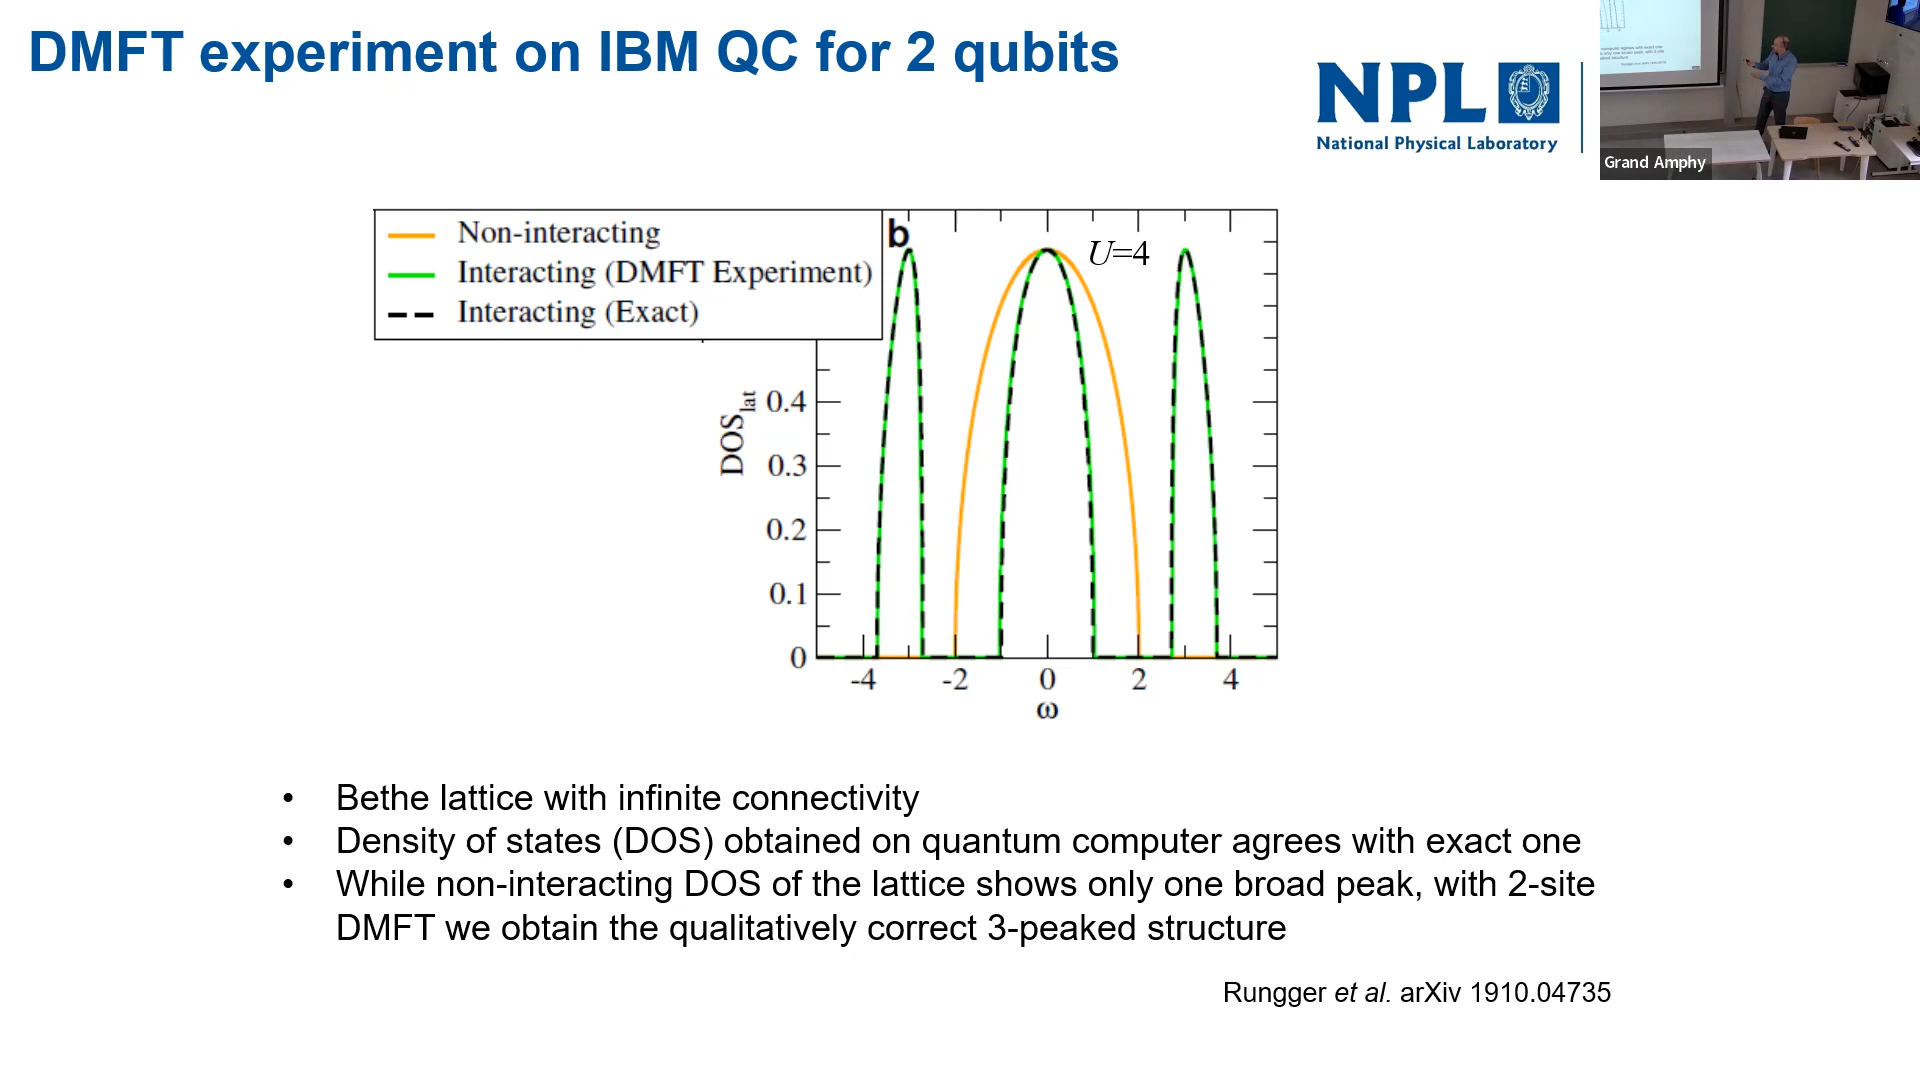 DMFT experiment on IBM QC for 2 qubits
NPL
National Physical Laboratory
Grand Amphy
Non-interacting
Interacting (DMFT Experiment)
Interacting (Exact)
b
U=4
DOSlat
0.4
0.3
0.2
0.1
0
-4 -2 0 2 4
ω
• Bethe lattice with infinite connectivity
• Density of states (DOS) obtained on quantum computer agrees with exact one
• While non-interacting DOS of the lattice shows only one broad peak, with 2-site
DMFT we obtain the qualitatively correct 3-peaked structure
Rungger et al. arXiv 1910.04735